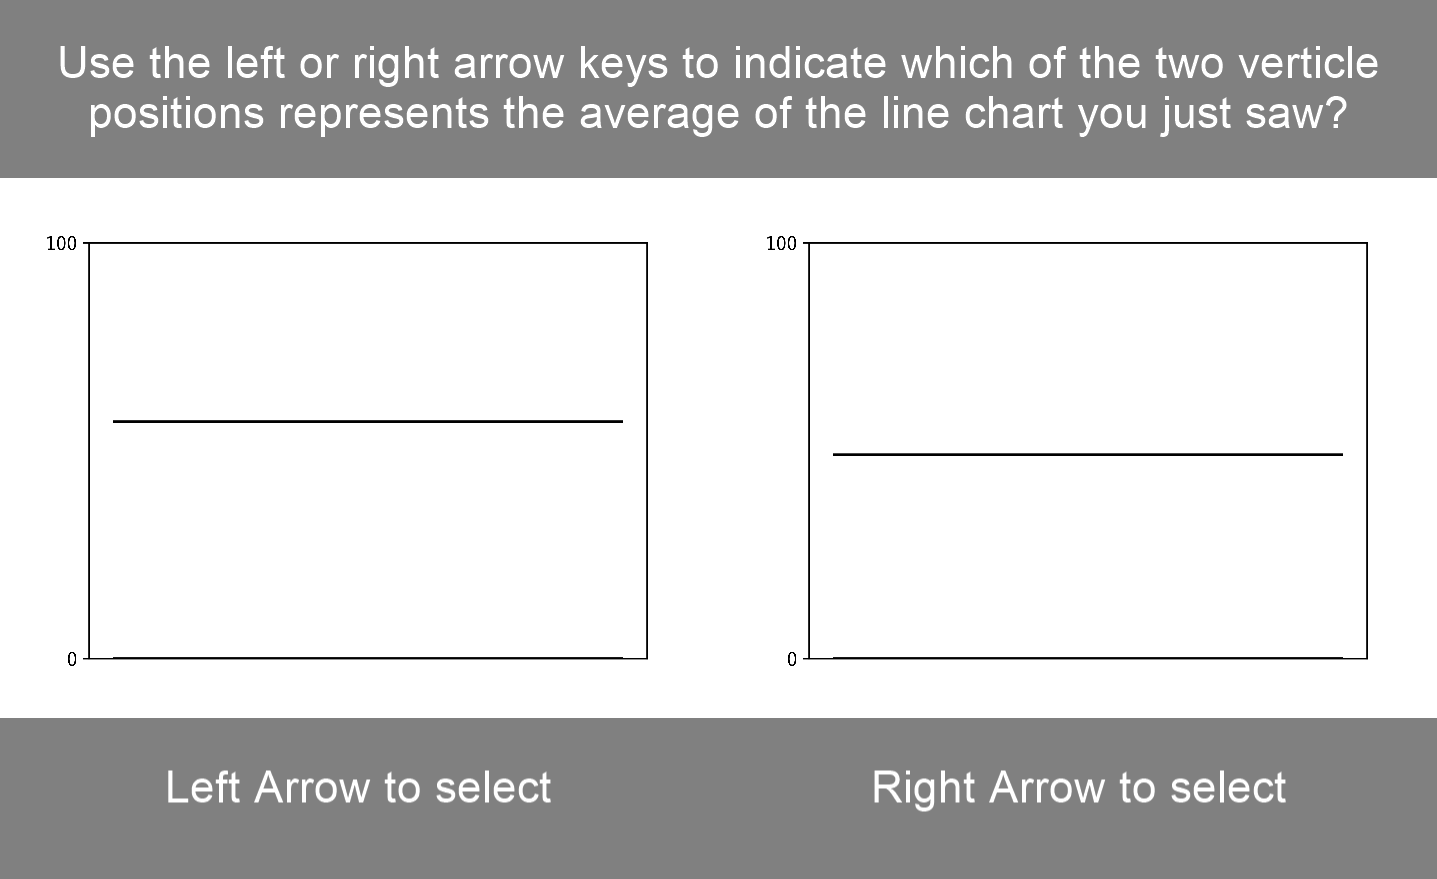 Use the left or right arrow keys to indicate which of the two verticle
positions represents the average of the line chart you just saw?
100
0
100
0
Left Arrow to select
Right Arrow to select